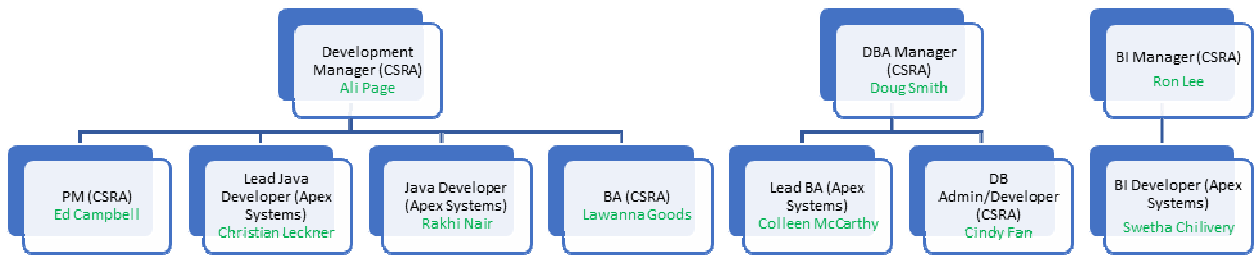 Development
Manager (CSRA)
Ali Page
DBA Manager
(CSRA)
Doug Smith
BI Manager (CSRA)
Ron Lee
PM (CSRA)
Ed Campbell
Lead Java
Developer (Apex
Systems)
Christian Leckner
Java Developer
(Apex Systems)
Rakhi Nair
BA (CSRA)
Lawanna Goods
Lead BA (Apex
Systems)
Colleen McCarthy
DB
Admin/Developer
(CSRA)
Cindy Fan
BI Developer (Apex
Systems)
Swetha Chilivery